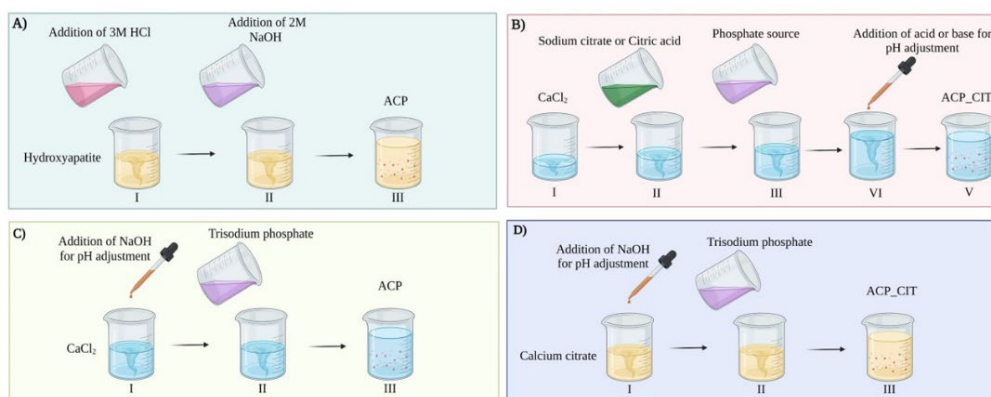 A)
Addition of 3M HCl
Addition of 2M
NaOH
ACP
Hydroxyapatite
I
II
III
B)
Sodium citrate or Citric acid
Phosphate source
Addition of acid or base for
pH adjustment
CaCl₂
ACP_CIT
I
II
III
VI
V
C)
Addition of NaOH
for pH adjustment
Trisodium phosphate
ACP
CaCl₂
I
II
III
D)
Addition of NaOH
for pH adjustment
Trisodium phosphate
ACP_CIT
Calcium citrate
I
II
III